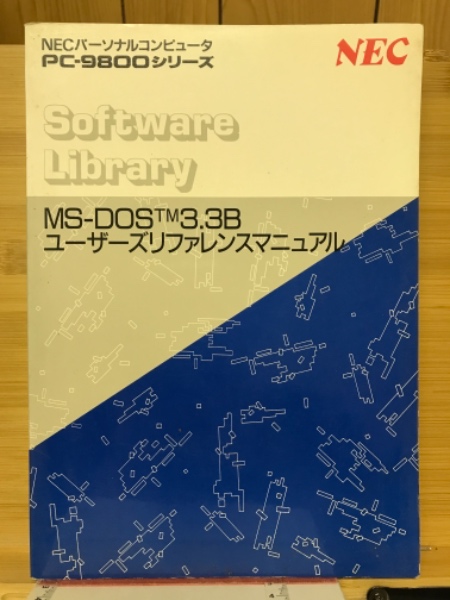 NECパーソナルコンピュータ
PC-9800シリーズ
NEC
Software
Library
MS-DOS™3.3B
ユーザーズリファレンスマニュアル